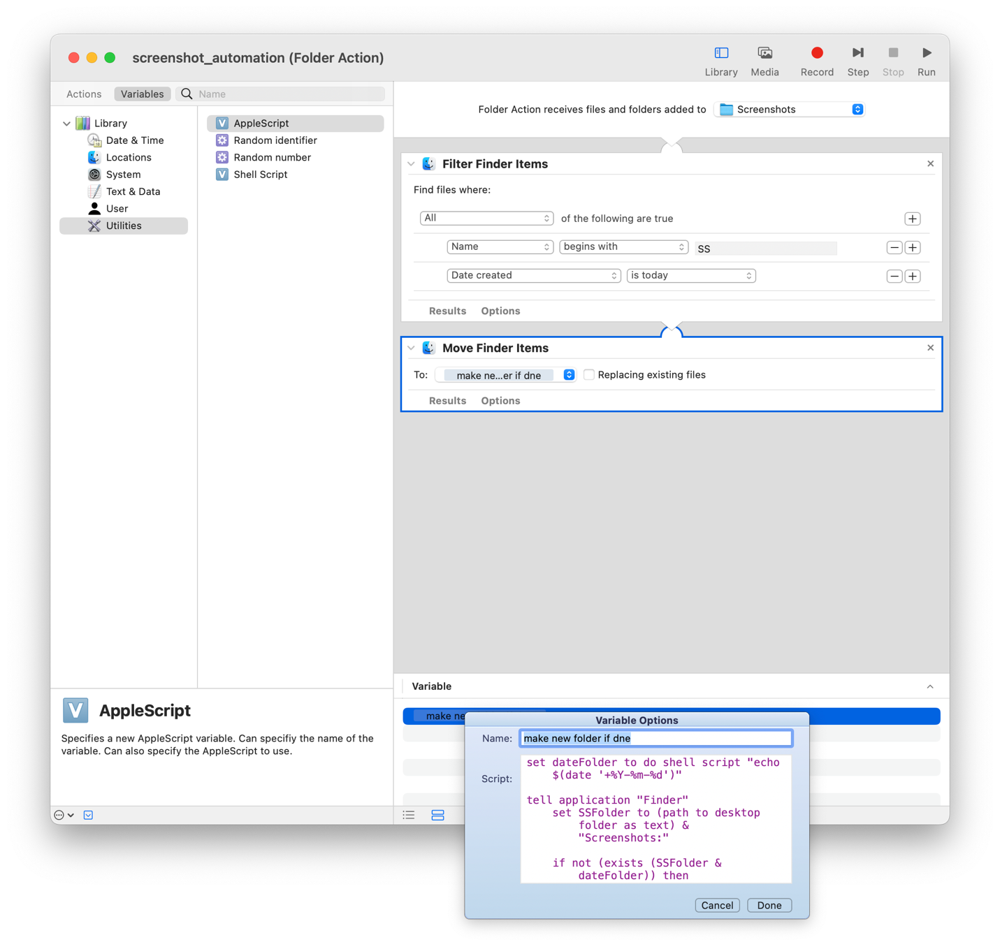 screenshot_automation (Folder Action)
Library
Media
Record
Step
Stop
Run
Actions
Variables
Name
Folder Action receives files and folders added to
Screenshots
Library
Date & Time
Locations
System
Text & Data
User
Utilities
AppleScript
Random identifier
Random number
Shell Script
Filter Finder Items
Find files where:
All
of the following are true
Name
begins with
SS
Date created
is today
Results
Options
Move Finder Items
To:
make ne...er if dne
Replacing existing files
Results
Options
Variable
make ne
V
AppleScript
Specifies a new AppleScript variable. Can specifiy the name of the
variable. Can also specify the AppleScript to use.
Variable Options
Name:
make new folder if dne
Script:
set dateFolder to do shell script "echo
$(date '+%Y-%m-%d')"
tell application "Finder"
set SSFolder to (path to desktop
folder as text) &
"Screenshots:"
if not (exists (SSFolder &
dateFolder)) then
Cancel
Done